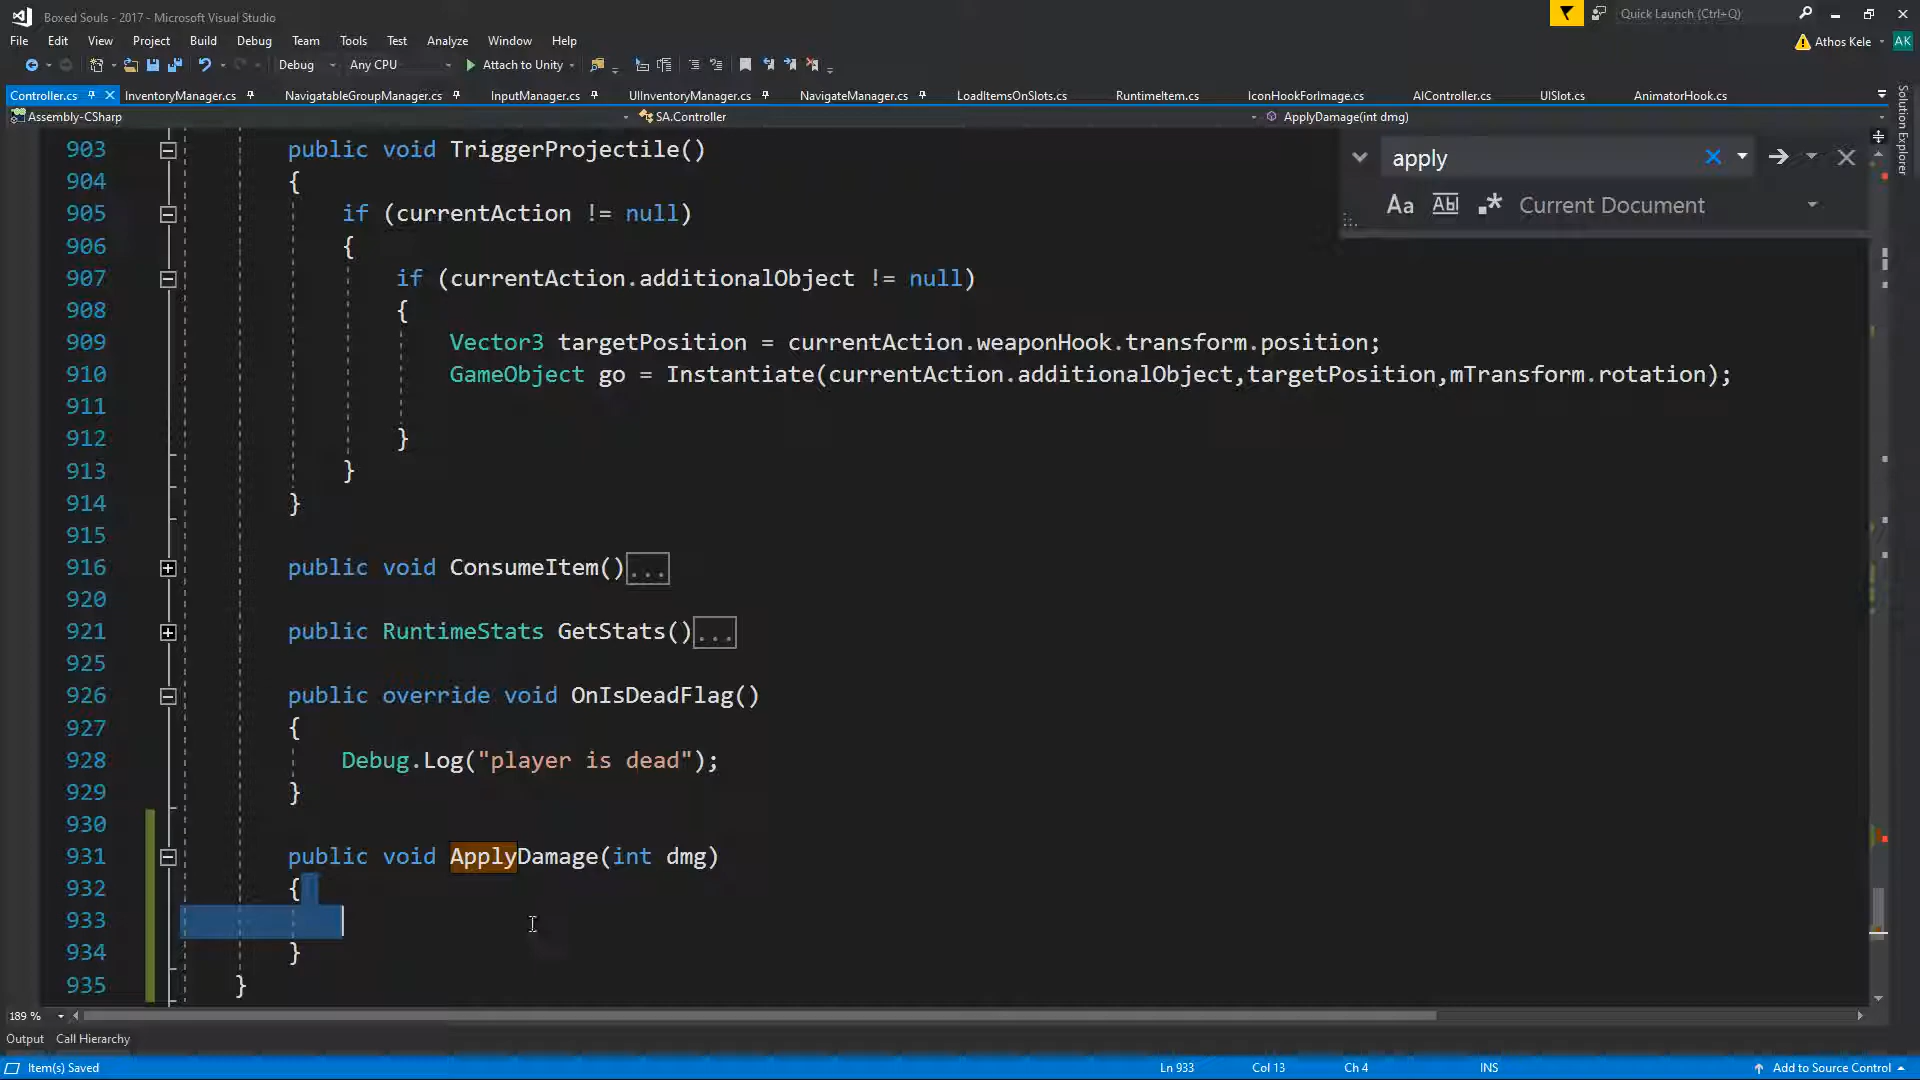 Boxed Souls - 2017 - Microsoft Visual Studio
Quick Launch (Ctrl+Q)
File Edit View Project Build Debug Team Tools Test Analyze Window Help
Athos Kele AK
Debug Any CPU Attach to Unity
Controller.cs InventoryManager.cs NavigatableGroupManager.cs InputManager.cs UIInventoryManager.cs NavigateManager.cs LoadItemsOnSlots.cs RuntimeItem.cs IconHookForImage.cs AIController.cs UISlot.cs AnimatorHook.cs
Assembly-CSharp SA.Controller ApplyDamage(int dmg)
Solution Explorer
apply
Aa Abl .* Current Document
903 public void TriggerProjectile()
904 {
905 if (currentAction != null)
906 {
907 if (currentAction.additionalObject != null)
908 {
909 Vector3 targetPosition = currentAction.weaponHook.transform.position;
910 GameObject go = Instantiate(currentAction.additionalObject,targetPosition,mTransform.rotation);
911
912 }
913 }
914 }
915
916 public void ConsumeItem()...
920
921 public RuntimeStats GetStats()...
925
926 public override void OnIsDeadFlag()
927 {
928 Debug.Log("player is dead");
929 }
930
931 public void ApplyDamage(int dmg)
932 {
933
934 }
935 }
189 %
Output Call Hierarchy
Item(s) Saved Ln 933 Col 13 Ch 4 INS Add to Source Control